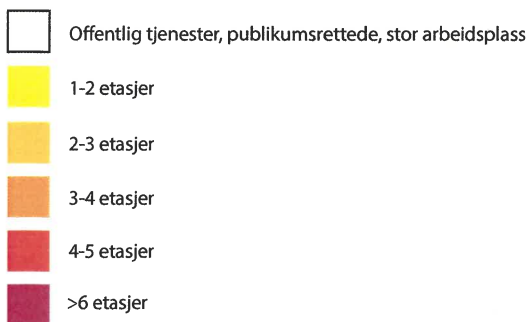 Offentlig tjenester, publikumsrettede, stor arbeidsplass
1-2 etasjer
2-3 etasjer
3-4 etasjer
4-5 etasjer
>6 etasjer